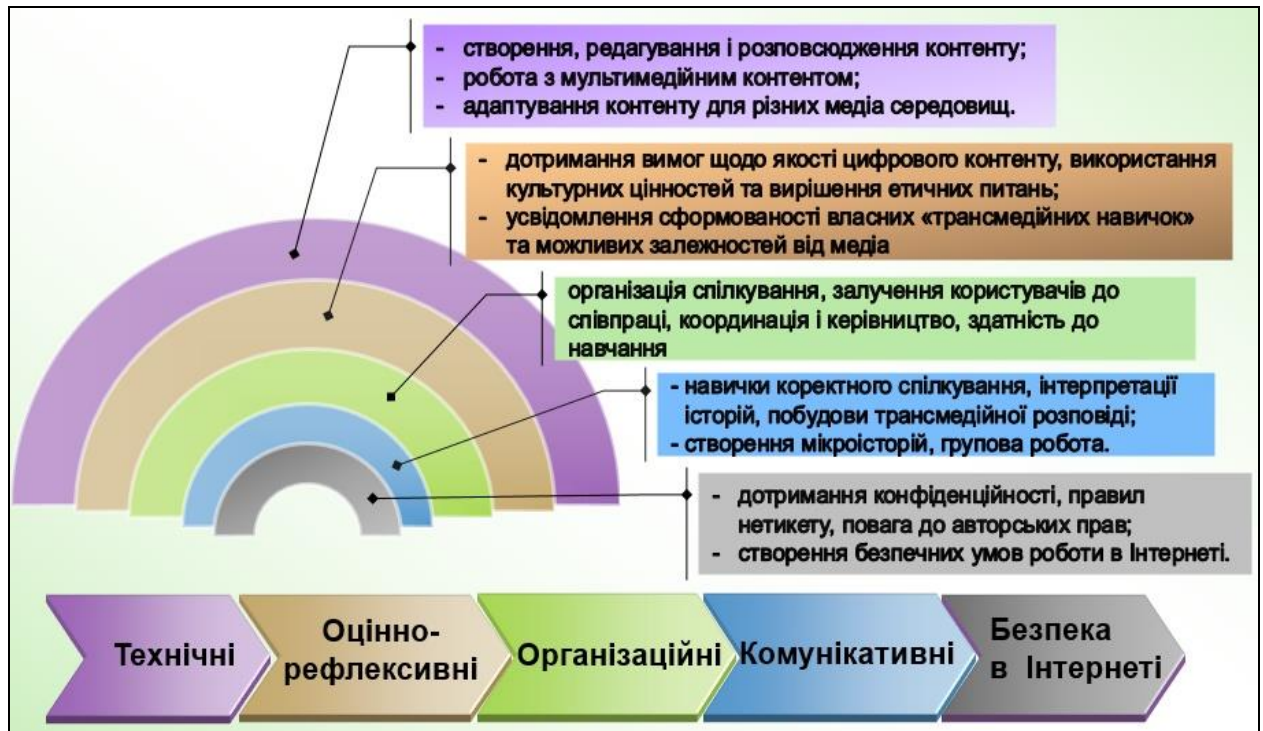 - створення, редагування і розповсюдження контенту;
- робота з мультимедійним контентом;
- адаптування контенту для різних медіа середовищ.
- дотримання вимог щодо якості цифрового контенту, використання
культурних цінностей та вирішення етичних питань;
- усвідомлення сформованості власних «трансмедійних навичок»
та можливих залежностей від медіа
організація спілкування, залучення користувачів до
співпраці, координація і керівництво, здатність до
навчання
- навички коректного спілкування, інтерпретації
історій, побудови трансмедійної розповіді;
- створення мікроісторій, групова робота.
- дотримання конфіденційності, правил
нетикету, повага до авторських прав;
- створення безпечних умов роботи в Інтернеті.
Технічні
Оцінно-
рефлексивні
Організаційні
Комунікативні
Безпека
в Інтернеті